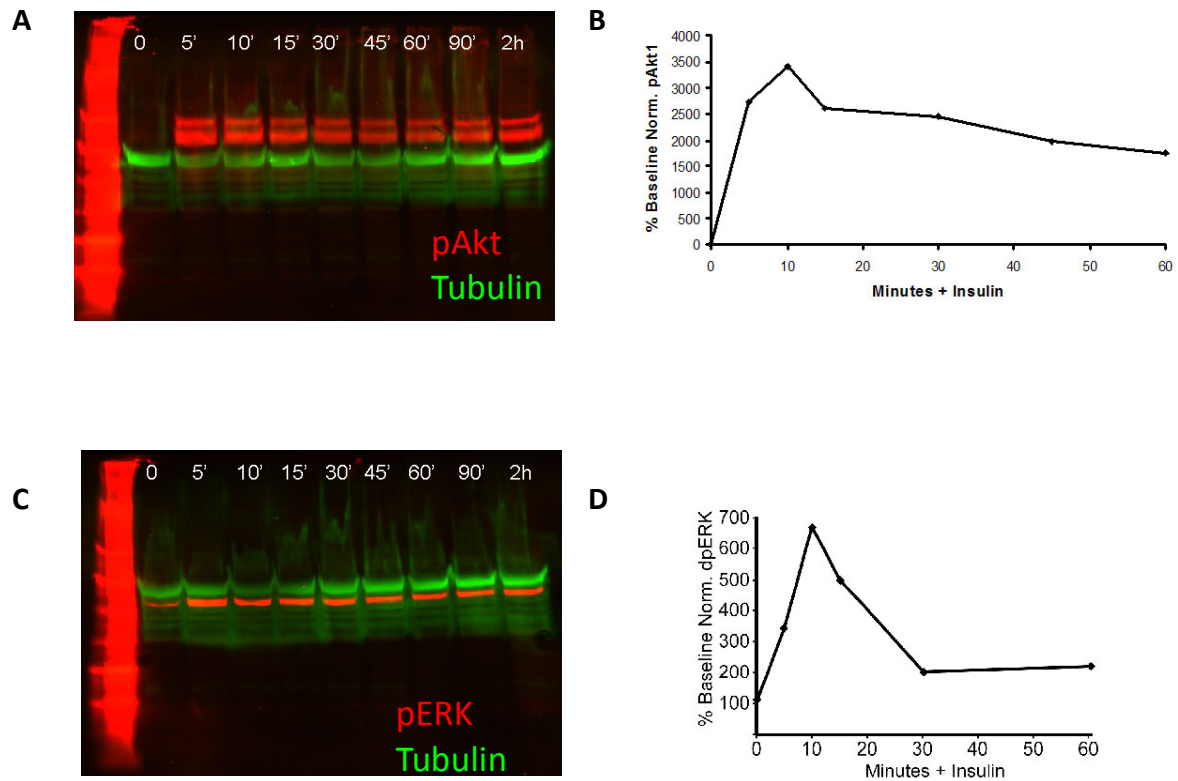 A
0 5' 10' 15' 30' 45' 60' 90' 2h
pAkt
Tubulin
B
% Baseline Norm. pAkt1
4000
3500
3000
2500
2000
1500
1000
500
0
0 10 20 30 40 50 60
Minutes + Insulin
C
0 5' 10' 15' 30' 45' 60' 90' 2h
pERK
Tubulin
D
% Baseline Norm. dpERK
700
500
400
300
200
100
0 10 20 30 40 50 60
Minutes + Insulin